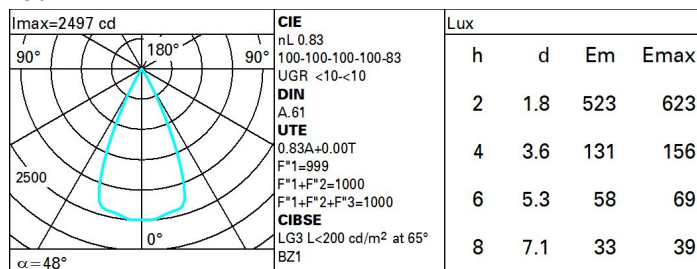 Imax=2497 cd
90° 180° 90°
2500
0°
α=48°
CIE
nL 0.83
100-100-100-100-83
UGR <10-<10
DIN
A.61
UTE
0.83A+0.00T
F"1=999
F"1+F"2=1000
F"1+F"2+F"3=1000
CIBSE
LG3 L<200 cd/m² at 65°
BZ1
Lux
h d Em Emax
2 1.8 523 623
4 3.6 131 156
6 5.3 58 69
8 7.1 33 39